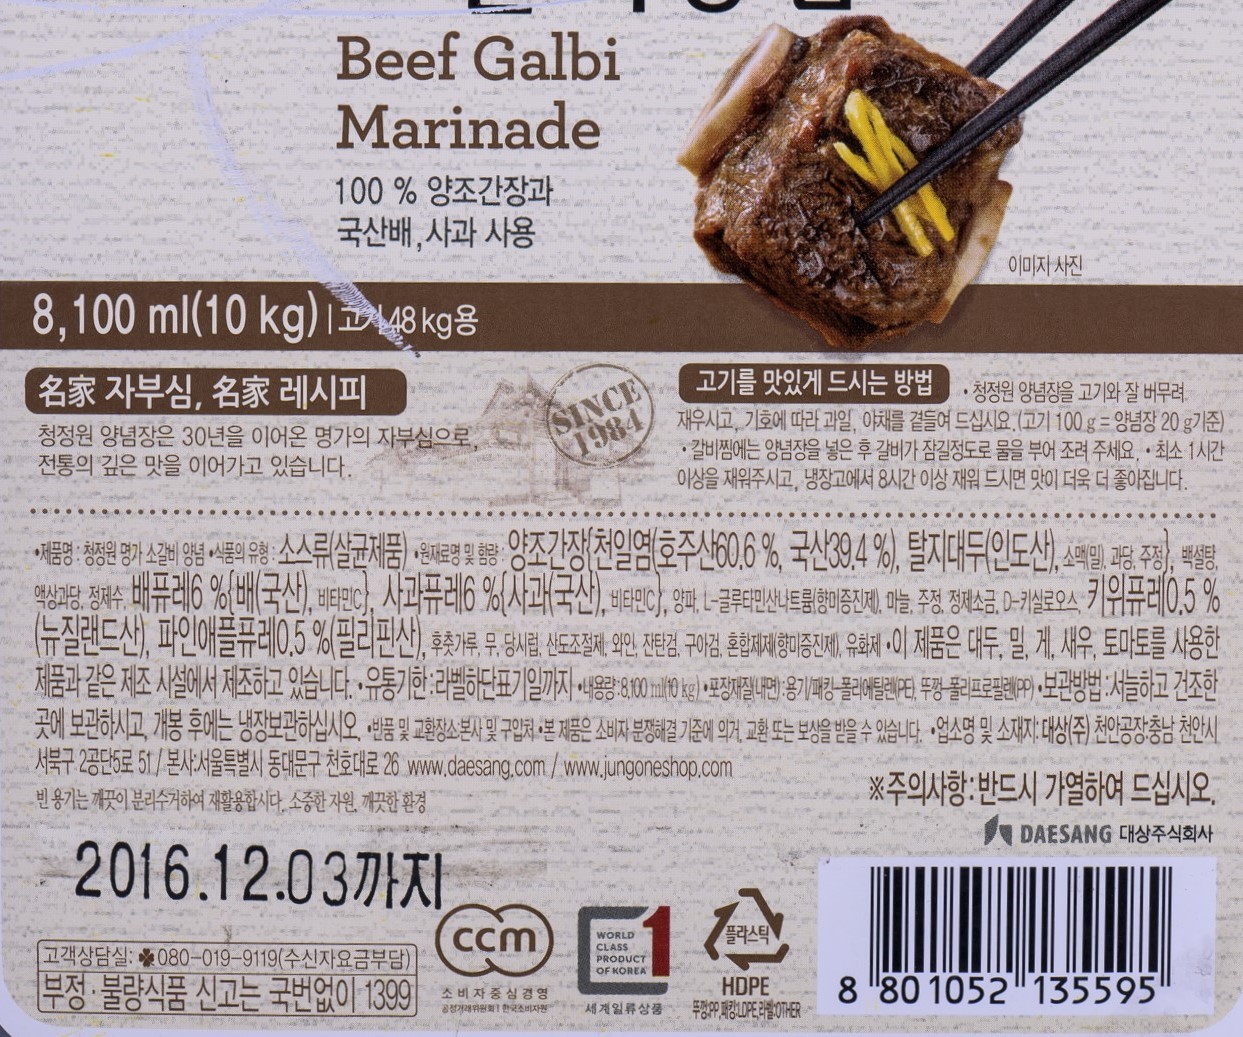 Beef Galbi
Marinade
100 % 양조간장과
국산배, 사과 사용
이미지 사진
8,100 ml(10 kg) | 고기 48 kg용
名家 자부심, 名家 레시피
청정원 양념장은 30년을 이어온 명가의 자부심으로,
전통의 깊은 맛을 이어가고 있습니다.
SINCE
1984
고기를 맛있게 드시는 방법
• 청정원 양념장을 고기와 잘 버무려.
재우시고, 기호에 따라 과일, 야채를 곁들여 드십시요.(고기 100 g = 양념장 20 g기준)
• 갈비찜에는 양념장을 넣은 후 갈비가 잠길정도로 물을 부어 조려 주세요. • 최소 1시간
이상을 재워주시고, 냉장고에서 8시간 이상 재워 드시면 맛이 더욱 더 좋아집니다.
•제품명 : 청정원 명가 소갈비 양념 •식품의 유형 : 소스류(살균제품) •원재료명 및 함량 : 양조간장{천일염(호주산60.6 %, 국산39.4 %), 탈지대두(인도산), 소맥(밀), 과당, 주정}, 백설탕,
액상과당, 정제수, 배퓨레6 %{배(국산), 비타민C}, 사과퓨레6 %{사과(국산), 비타민C}, 양파, L-글루타민산나트륨(향미증진제), 마늘, 주정, 정제소금, D-키실로오스, 키위퓨레0.5 %
(뉴질랜드산), 파인애플퓨레0.5 %(필리핀산), 후춧가루, 무, 당시럽, 산도조절제, 와인, 잔탄검, 구아검, 혼합제제(향미증진제), 유화제 •이 제품은 대두, 밀, 게, 새우, 토마토를 사용한
제품과 같은 제조 시설에서 제조하고 있습니다. •유통기한 : 라벨하단표기일까지 •내용량 : 8,100 ml(10 kg) •포장재질(내면) : 용기/패킹-폴리에틸렌(PE), 뚜껑-폴리프로필렌(PP) •보관방법 : 서늘하고 건조한
곳에 보관하시고, 개봉 후에는 냉장보관하십시오. •반품 및 교환장소:본사 및 구입처 •본 제품은 소비자 분쟁해결 기준에 의거, 교환 또는 보상을 받을 수 있습니다. •업소명 및 소재지: 대상(주) 천안공장:충남 천안시
서북구 2공단5로 51 / 본사:서울특별시 동대문구 천호대로 26 www.daesang.com / www.jungoneshop.com
※주의사항:반드시 가열하여 드십시오.
빈 용기는 깨끗이 분리수거하여 재활용합시다. 소중한 자원, 깨끗한 환경
DAESANG 대상주식회사
2016.12.03까지
고객상담실: 080-019-9119(수신자요금부담)
부정·불량식품 신고는 국번없이 1399
ccm
소비자중심경영
공정거래위원회 | 한국소비자원
WORLD
CLASS
PRODUCT
OF KOREA
1
세계일류상품
플라스틱
HDPE
뚜껑:PP,패킹:LDPE,라벨:OTHER
8 801052 135595